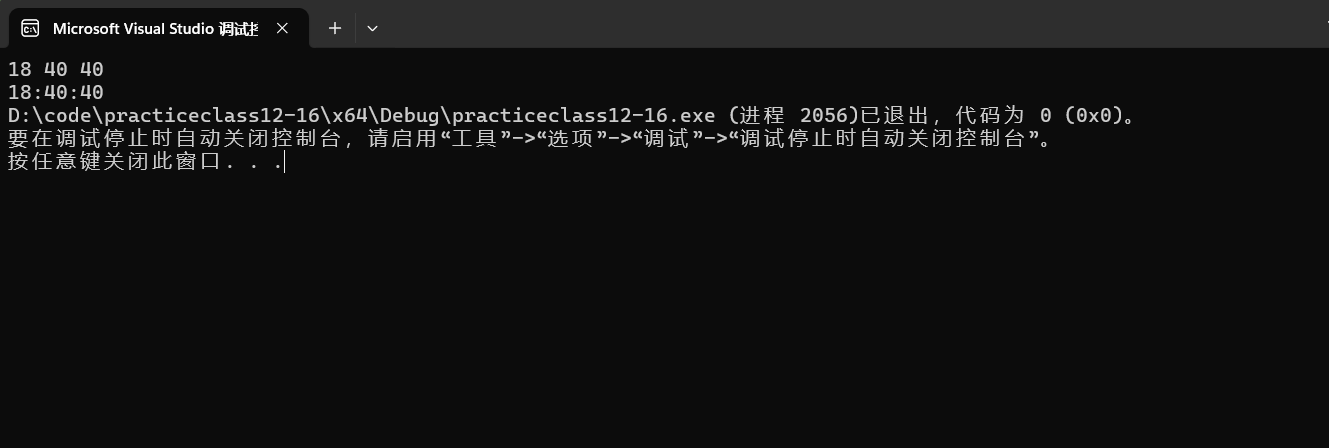 Microsoft Visual Studio 调试
18 40 40
18:40:40
D:\code\practiceclass12-16\x64\Debug\practiceclass12-16.exe (进程 2056)已退出，代码为 0 (0x0)。
要在调试停止时自动关闭控制台，请启用“工具”->“选项”->“调试”->“调试停止时自动关闭控制台”。
按任意键关闭此窗口. . .